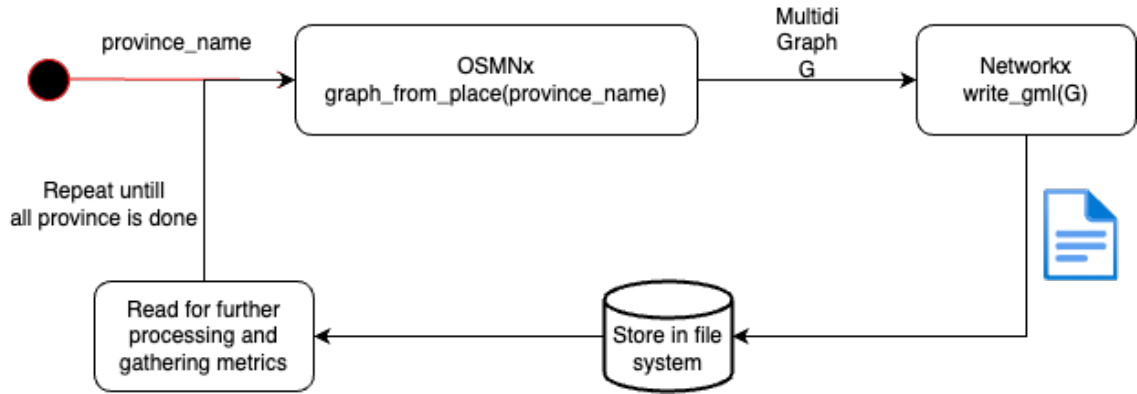 province_name
OSMNx
graph_from_place(province_name)
Multidi
Graph
G
Networkx
write_gml(G)
Repeat untill
all province is done
Read for further
processing and
gathering metrics
Store in file
system